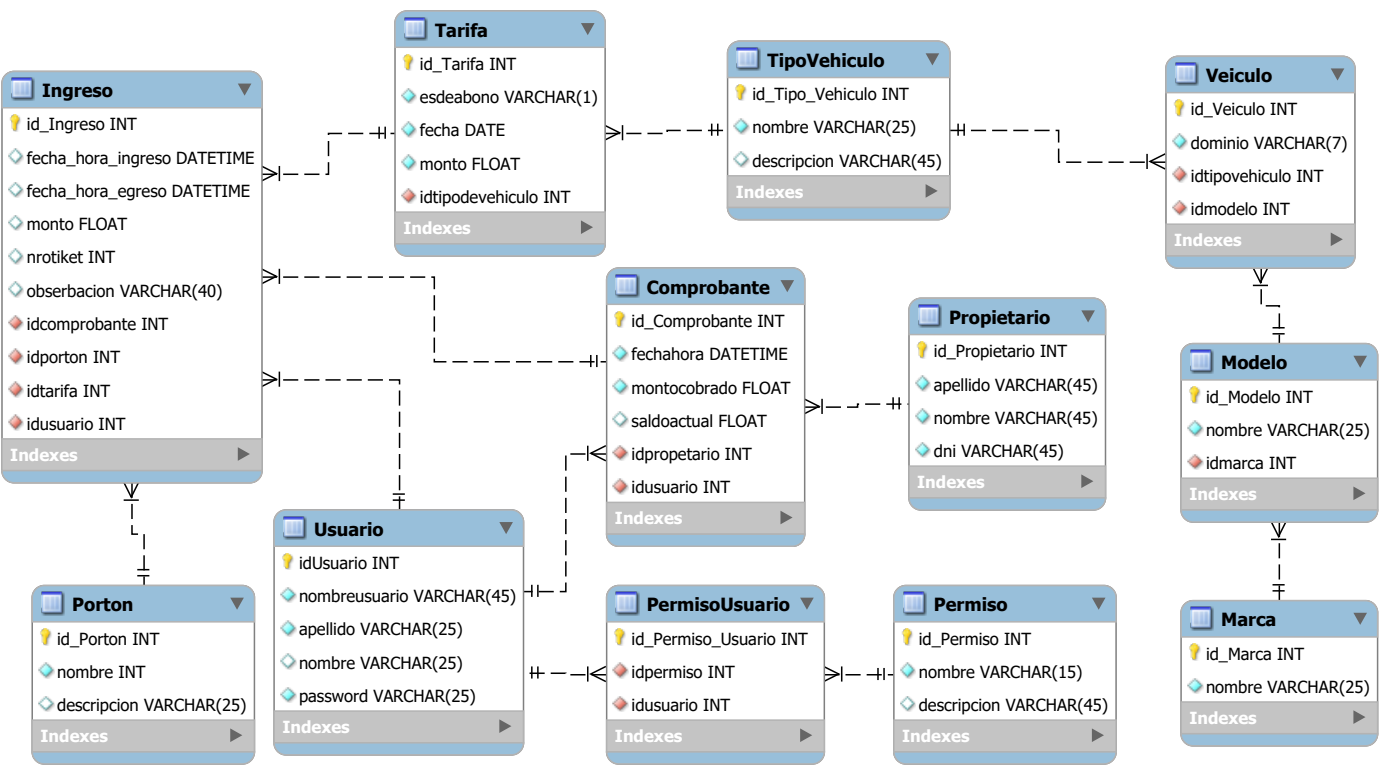 Ingreso
id_Ingreso INT
fecha_hora_ingreso DATETIME
fecha_hora_egreso DATETIME
monto FLOAT
nrotiket INT
obserbacion VARCHAR(40)
idcomprobante INT
idporton INT
idtarifa INT
idusuario INT
Indexes
Tarifa
id_Tarifa INT
esdeabono VARCHAR(1)
fecha DATE
monto FLOAT
idtipodevehiculo INT
Indexes
TipoVehiculo
id_Tipo_Vehiculo INT
nombre VARCHAR(25)
descripcion VARCHAR(45)
Indexes
Veiculo
id_Veiculo INT
dominio VARCHAR(7)
idtipovehiculo INT
idmodelo INT
Indexes
Comprobante
id_Comprobante INT
fechahora DATETIME
montocobrado FLOAT
saldoactual FLOAT
idpropetario INT
idusuario INT
Indexes
Propietario
id_Propietario INT
apellido VARCHAR(45)
nombre VARCHAR(45)
dni VARCHAR(45)
Indexes
Modelo
id_Modelo INT
nombre VARCHAR(25)
idmarca INT
Indexes
Porton
id_Porton INT
nombre INT
descripcion VARCHAR(25)
Indexes
Usuario
idUsuario INT
nombreusuario VARCHAR(45)
apellido VARCHAR(25)
nombre VARCHAR(25)
password VARCHAR(25)
Indexes
PermisoUsuario
id_Permiso_Usuario INT
idpermiso INT
idusuario INT
Indexes
Permiso
id_Permiso INT
nombre VARCHAR(15)
descripcion VARCHAR(45)
Indexes
Marca
id_Marca INT
nombre VARCHAR(25)
Indexes